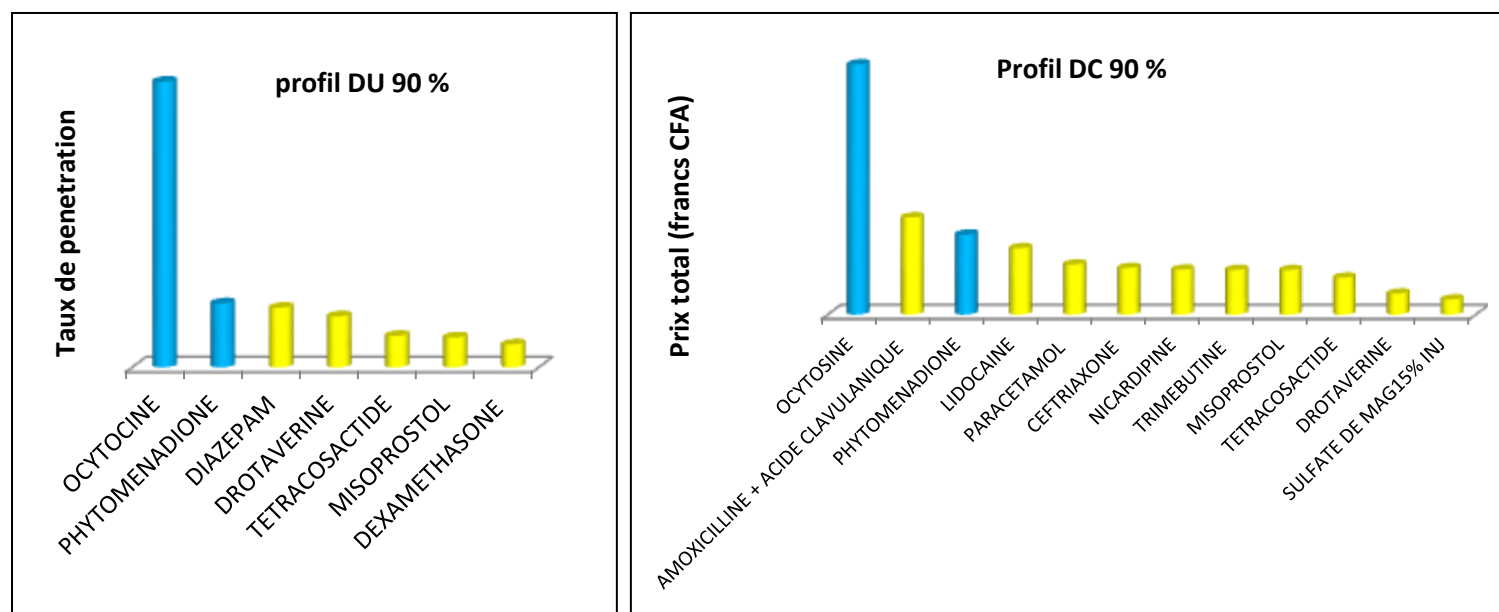 profil DU 90 %
Taux de penetration
OCYTOCINE
PHYTOMENADIONE
DIAZEPAM
DROTAVERINE
TETRACOSACTIDE
MISOPROSTOL
DEXAMETHASONE
Profil DC 90 %
Prix total (francs CFA)
OCYTOSINE
AMOXICILLINE + ACIDE CLAVULANIQUE
PHYTOMENADIONE
LIDOCAINE
PARACETAMOL
CEFTRIAXONE
NICARDIPINE
TRIMEBUTINE
MISOPROSTOL
TETRACOSACTIDE
DROTAVERINE
SULFATE DE MAG15% INJ